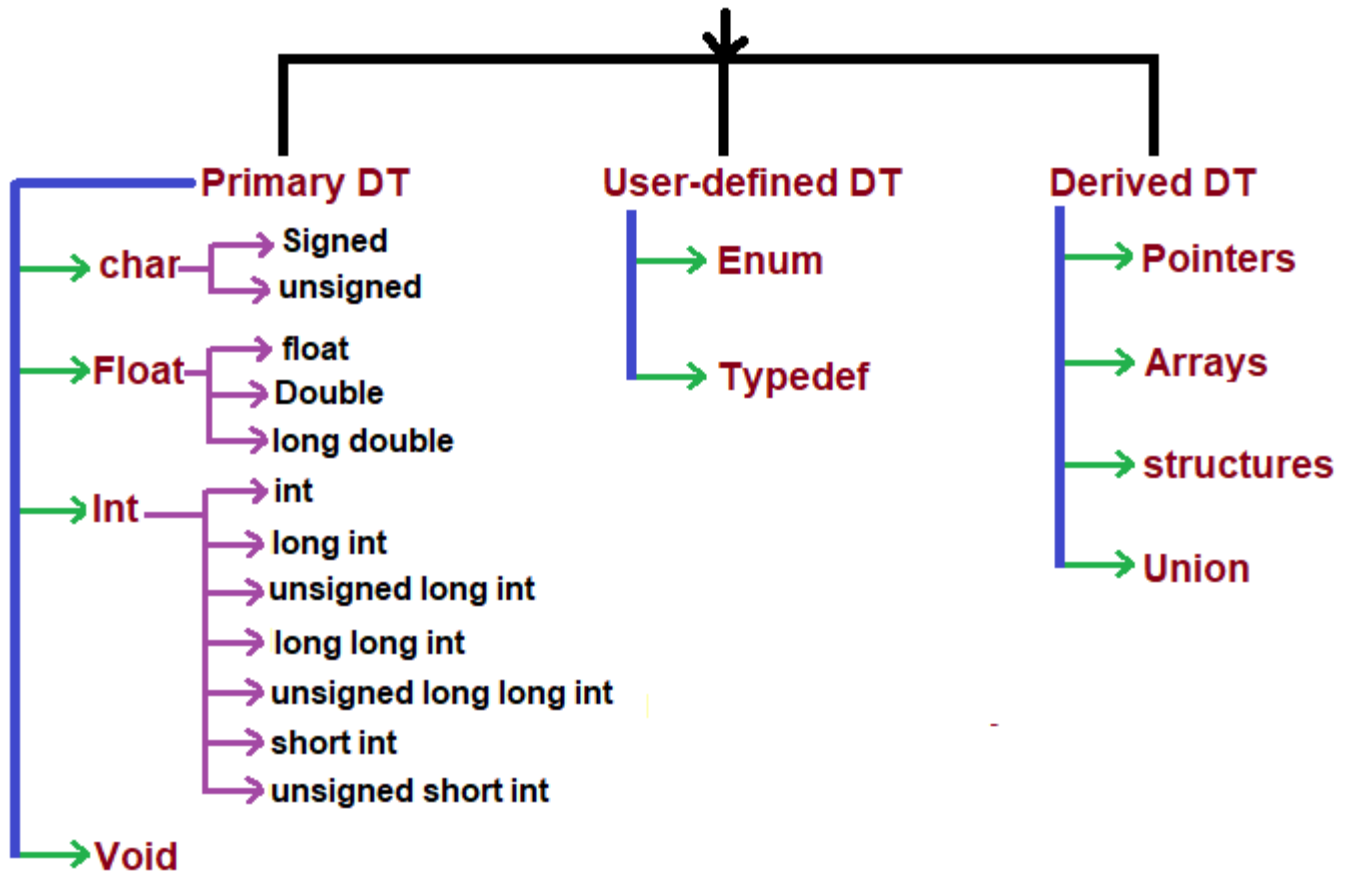 Primary DT
char
Signed
unsigned
Float
float
Double
long double
Int
int
long int
unsigned long int
long long int
unsigned long long int
short int
unsigned short int
Void
User-defined DT
Enum
Typedef
Derived DT
Pointers
Arrays
structures
Union